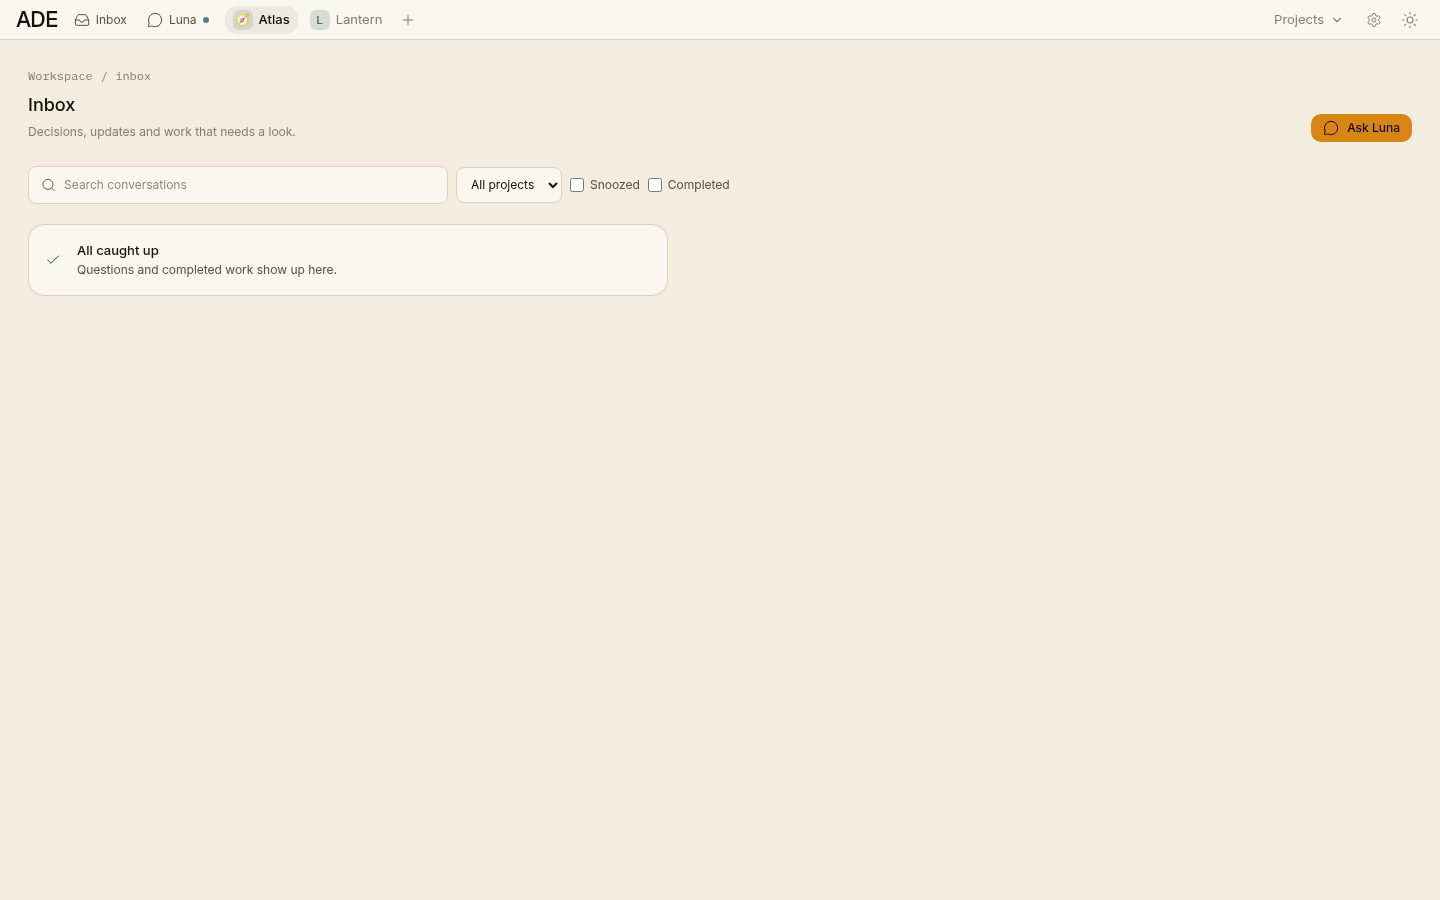 ADE Inbox Luna Atlas L Lantern Projects
Workspace / inbox
Inbox
Decisions, updates and work that needs a look.
Ask Luna
Search conversations All projects Snoozed Completed
All caught up
Questions and completed work show up here.